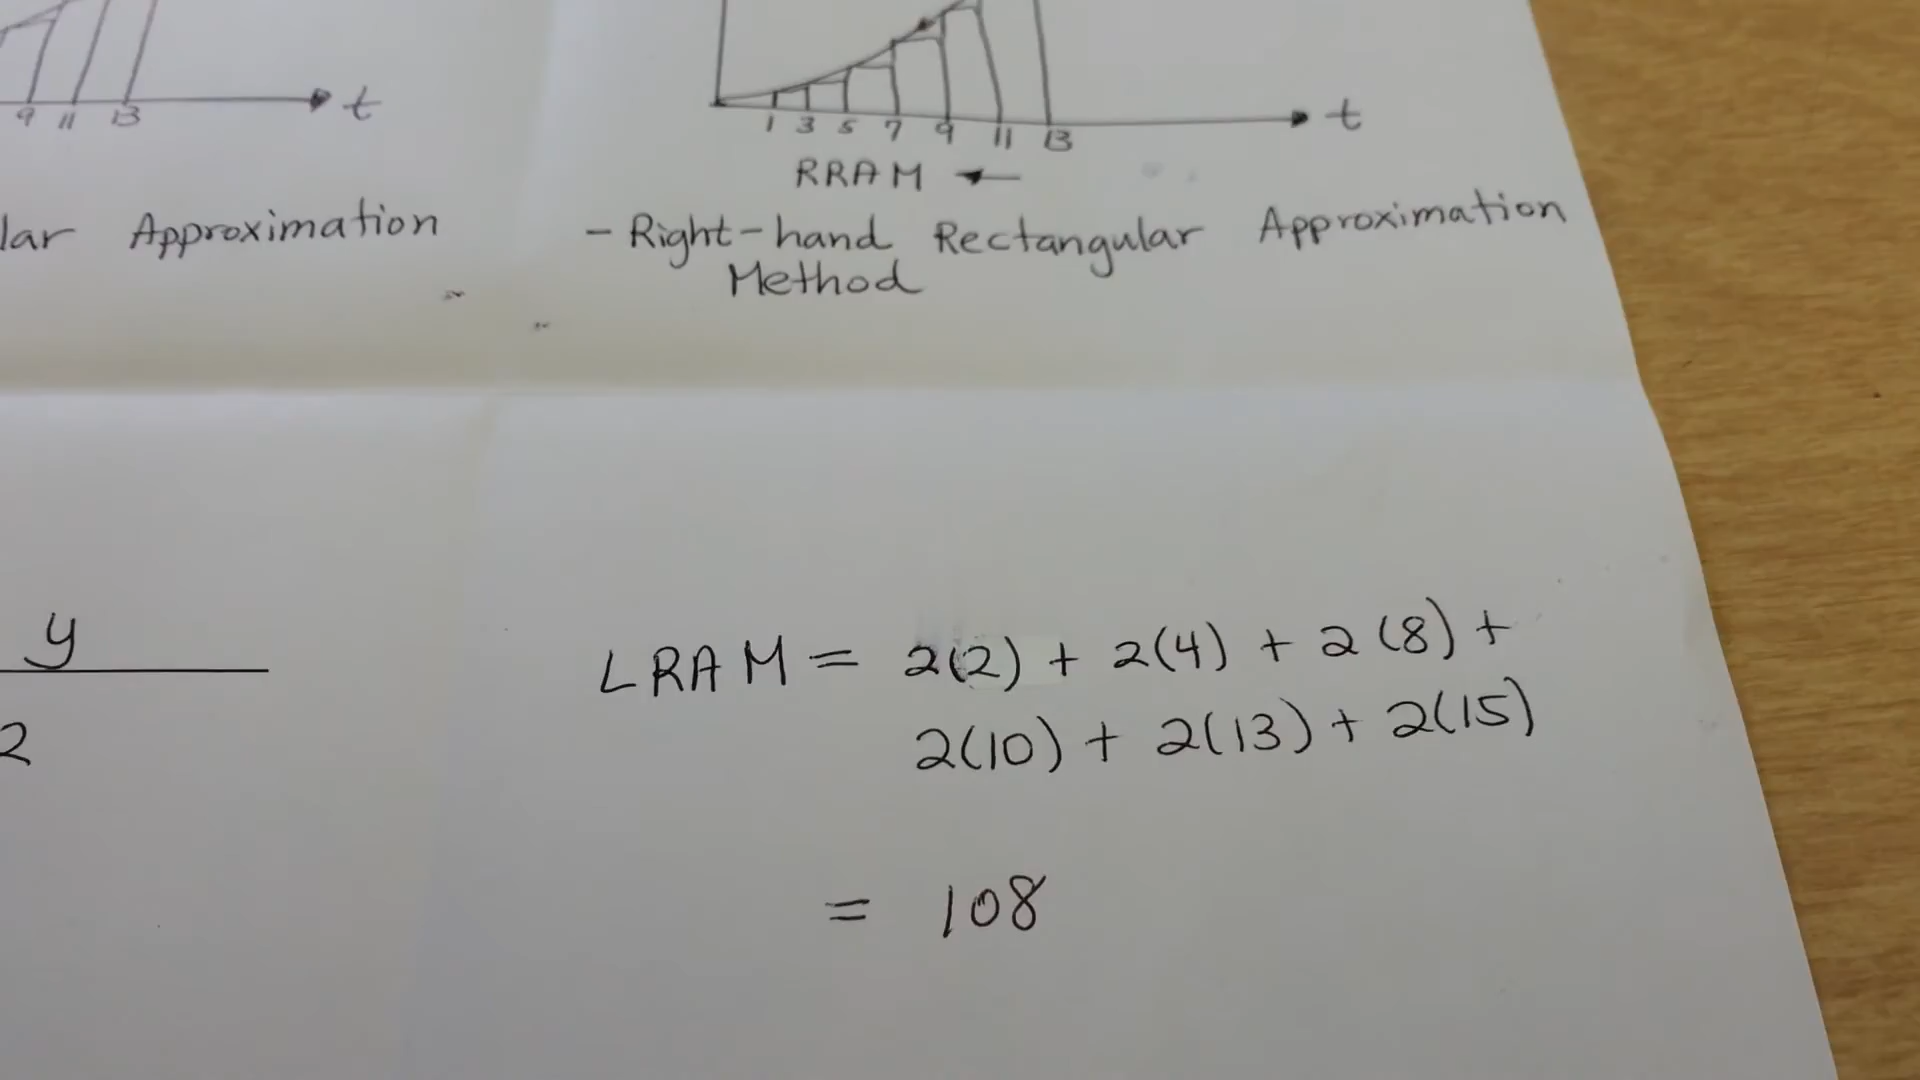 9 11 13 t
1 3 5 7 9 11 13 t
RRAM
lar Approximation
- Right-hand Rectangular Approximation
Method
y
2
LRAM = 2(2) + 2(4) + 2(8) +
2(10) + 2(13) + 2(15)
= 108